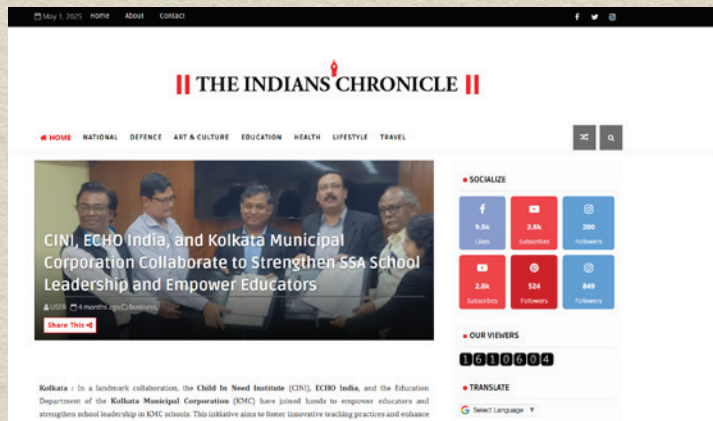 May 1, 2025 Home About Contact
THE INDIANS CHRONICLE
HOME NATIONAL DEFENCE ART & CULTURE EDUCATION HEALTH LIFESTYLE TRAVEL
CINI, ECHO India, and Kolkata Municipal
Corporation Collaborate to Strengthen SSA School
Leadership and Empower Educators
USER 4 months ago business,
Share This
Kolkata : In a landmark collaboration, the Child In Need Institute (CINI), ECHO India, and the Education
Department of the Kolkata Municipal Corporation (KMC) have joined hands to empower educators and
strengthen school leadership in KMC schools. This initiative aims to foster innovative teaching practices and enhance
SOCIALIZE
9.5k 2.8k 200
Likes Subscribes Followers
2.8k 524 849
Subscribes Followers Followers
OUR VIEWERS
1610604
TRANSLATE
Select Language ▼